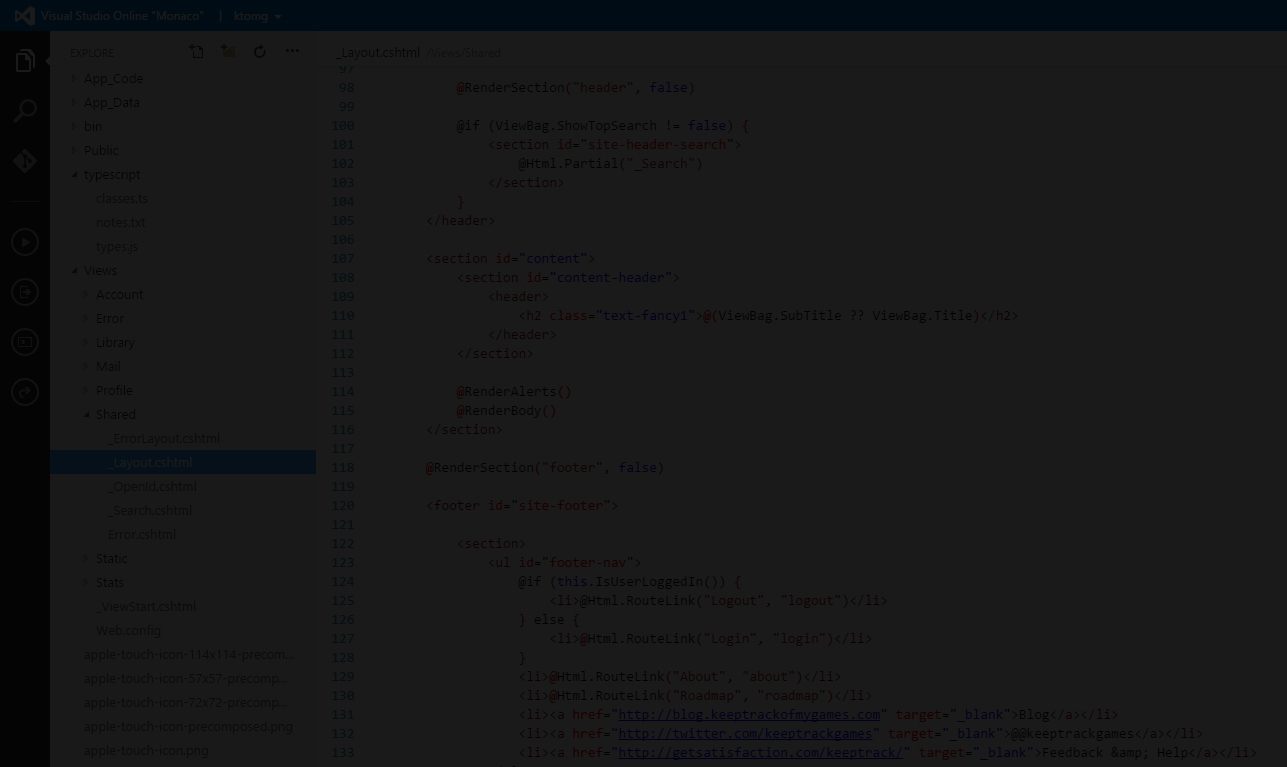 Visual Studio Online "Monaco" | ktomg
EXPLORE
App_Code
App_Data
bin
Public
typescript
classes.ts
notes.txt
types.js
Views
Account
Error
Library
Mail
Profile
Shared
_ErrorLayout.cshtml
_Layout.cshtml
_OpenId.cshtml
_Search.cshtml
Error.cshtml
Static
Stats
_ViewStart.cshtml
Web.config
apple-touch-icon-114x114-precom...
apple-touch-icon-57x57-precomp...
apple-touch-icon-72x72-precomp...
apple-touch-icon-precomposed.png
apple-touch-icon.png
_Layout.cshtml /Views/Shared
97
98 @RenderSection("header", false)
99
100 @if (ViewBag.ShowTopSearch != false) {
101 <section id="site-header-search">
102 @Html.Partial("_Search")
103 </section>
104 }
105 </header>
106
107 <section id="content">
108 <section id="content-header">
109 <header>
110 <h2 class="text-fancy1">@(ViewBag.SubTitle ?? ViewBag.Title)</h2>
111 </header>
112 </section>
113
114 @RenderAlerts()
115 @RenderBody()
116 </section>
117
118 @RenderSection("footer", false)
119
120 <footer id="site-footer">
121
122 <section>
123 <ul id="footer-nav">
124 @if (this.IsUserLoggedIn()) {
125 <li>@Html.RouteLink("Logout", "logout")</li>
126 } else {
127 <li>@Html.RouteLink("Login", "login")</li>
128 }
129 <li>@Html.RouteLink("About", "about")</li>
130 <li>@Html.RouteLink("Roadmap", "roadmap")</li>
131 <li><a href="http://blog.keeptrackofmygames.com" target="_blank">Blog</a></li>
132 <li><a href="http://twitter.com/keeptrackgames" target="_blank">@@keeptrackgames</a></li>
133 <li><a href="http://getsatisfaction.com/keeptrack/" target="_blank">Feedback &amp; Help</a></li>